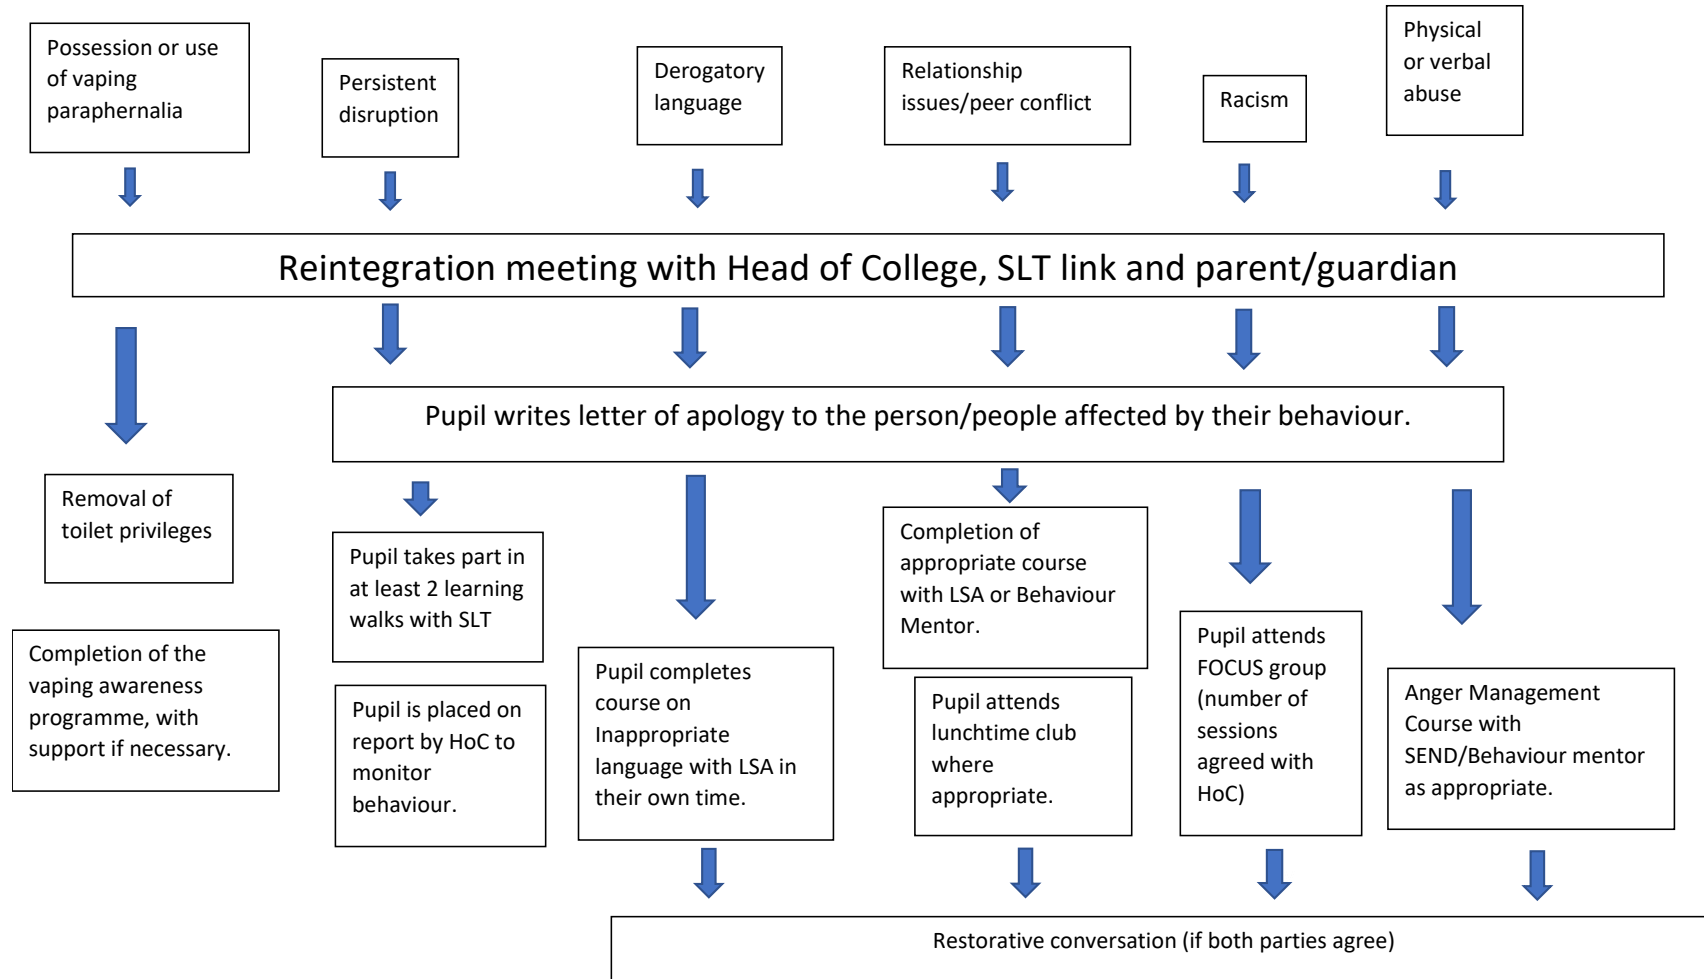 Possession or use
of vaping
paraphernalia
Persistent
disruption
Derogatory
language
Relationship
issues/peer conflict
Racism
Physical
or verbal
abuse
Reintegration meeting with Head of College, SLT link and parent/guardian
Pupil writes letter of apology to the person/people affected by their behaviour.
Removal of
toilet privileges
Completion of the
vaping awareness
programme, with
support if necessary.
Pupil takes part in
at least 2 learning
walks with SLT
Pupil is placed on
report by HoC to
monitor
behaviour.
Pupil completes
course on
Inappropriate
language with LSA in
their own time.
Completion of
appropriate course
with LSA or Behaviour
Mentor.
Pupil attends
lunchtime club
where
appropriate.
Pupil attends
FOCUS group
(number of
sessions
agreed with
HoC)
Anger Management
Course with
SEND/Behaviour mentor
as appropriate.
Restorative conversation (if both parties agree)